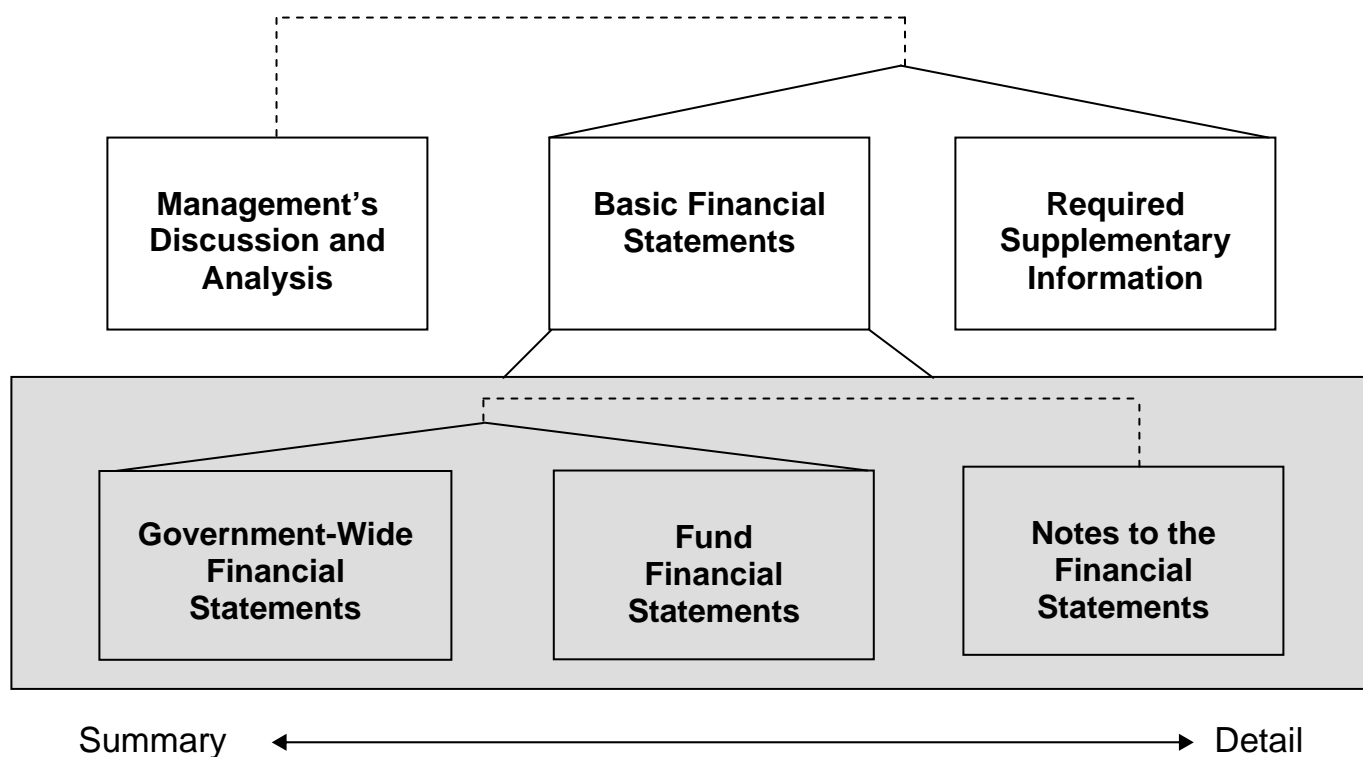 Management’s
Discussion and
Analysis
Basic Financial
Statements
Required
Supplementary
Information
Government-Wide
Financial
Statements
Fund
Financial
Statements
Notes to the
Financial
Statements
Summary
Detail